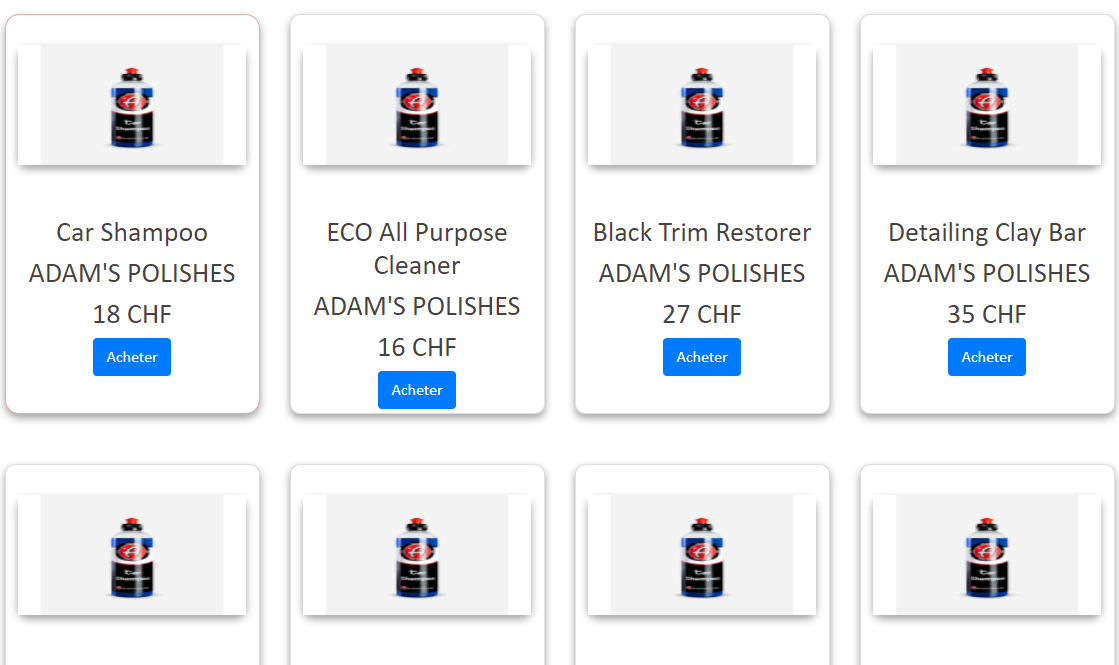 Car Shampoo
ADAM'S POLISHES
18 CHF
Acheter
ECO All Purpose
Cleaner
ADAM'S POLISHES
16 CHF
Acheter
Black Trim Restorer
ADAM'S POLISHES
27 CHF
Acheter
Detailing Clay Bar
ADAM'S POLISHES
35 CHF
Acheter